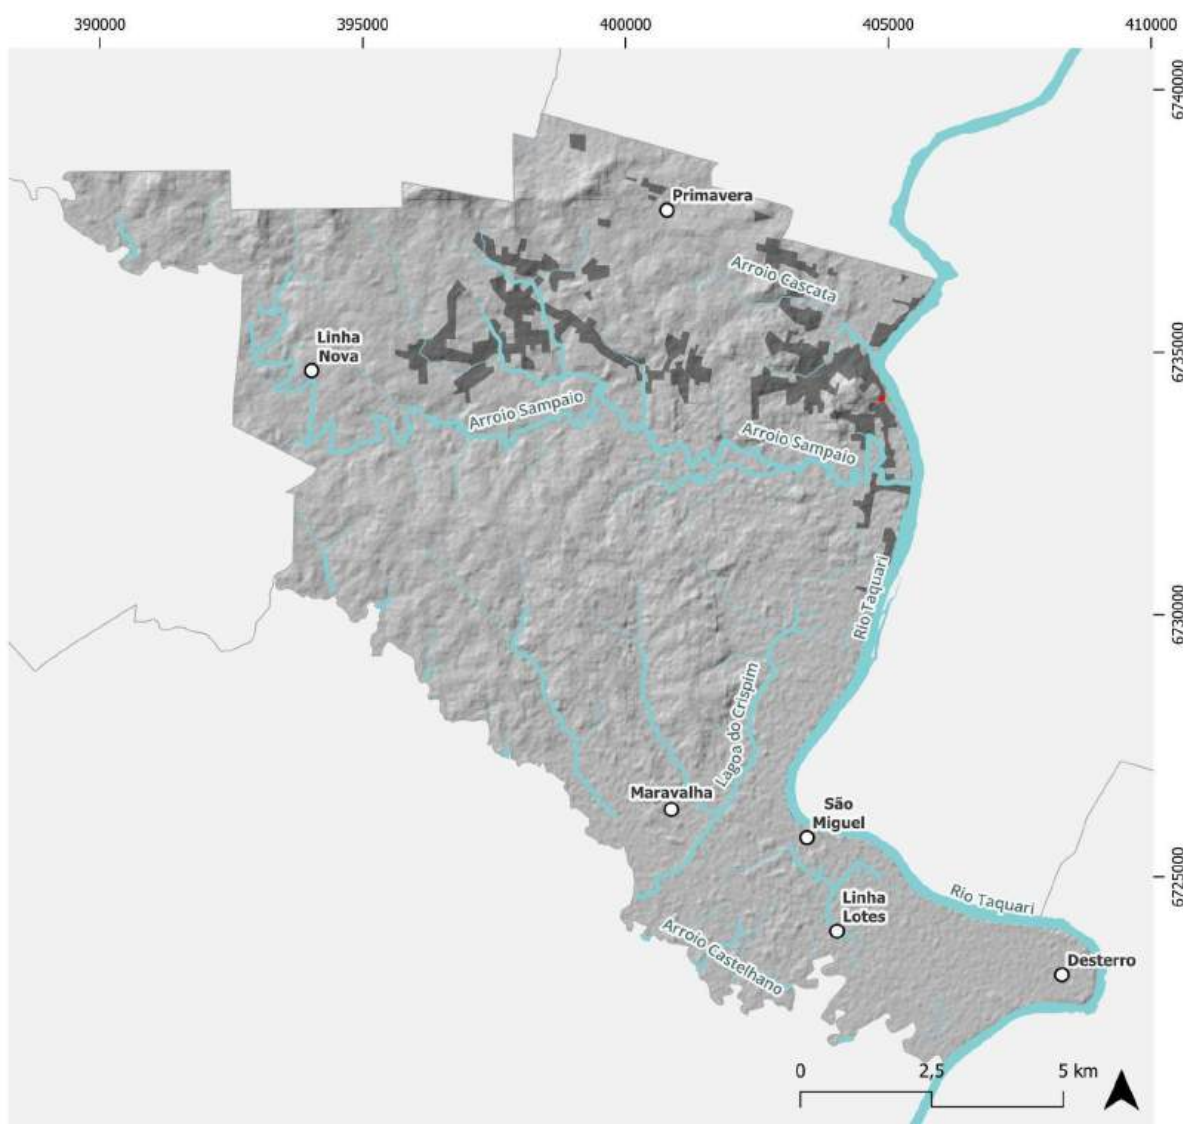 390000
395000
400000
405000
410000
6740000
Primavera
Arroio Cascata
Linha
Nova
6735000
Arroio Sampaio
Arroio Sampaio
Rio Taquari
6730000
Lagoa do Crispim
Maravalha
São
Miguel
6725000
Rio Taquari
Linha
Lotes
Arroio Castelhano
Desterro
0
2,5
5 km